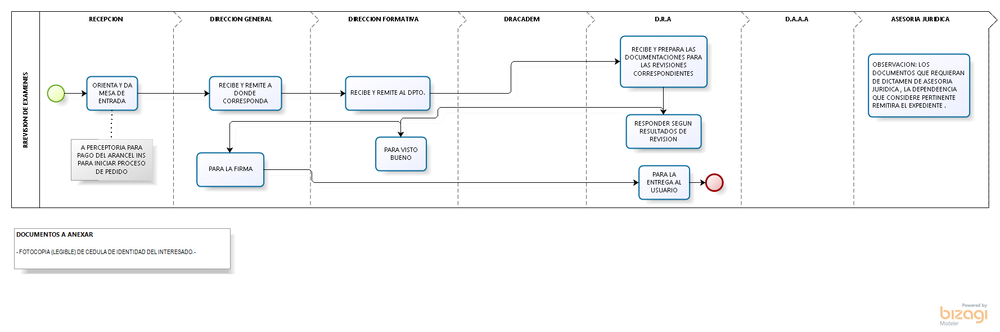 RREVISION DE EXAMENES
RECEPCION
DIRECCION GENERAL
DIRECCION FORMATIVA
DRACADEM
D.R.A
D.A.A.A
ASESORIA JURIDICA
ORIENTA Y DA
MESA DE
ENTRADA
RECIBE Y REMITE A
DONDE
CORRESPONDA
RECIBE Y REMITE AL DPTO.
RECIBE Y PREPARA LAS
DOCUMENTACIONES PARA
LAS REVISIONES
CORRESPONDIENTES
OBSERVACION: LOS
DOCUMENTOS QUE REQUIERAN
DE DICTAMEN DE ASESORIA
JURIDICA , LA DEPENDEENCIA
QUE CONSIDERE PERTINENTE
REMITIRA EL EXPEDIENTE .
RESPONDER SEGUN
RESULTADOS DE
REVISION
A PERCEPTORIA PARA
PAGO DEL ARANCEL INS
PARA INICIAR PROCESO
DE PEDIDO
PARA LA FIRMA
PARA VISTO
BUENO
PARA LA
ENTREGA AL
USUARIO
DOCUMENTOS A ANEXAR
- FOTOCOPIA (LEGIBLE) DE CEDULA DE IDENTIDAD DEL INTERESADO.-
Powered by
bizagi
Modeler